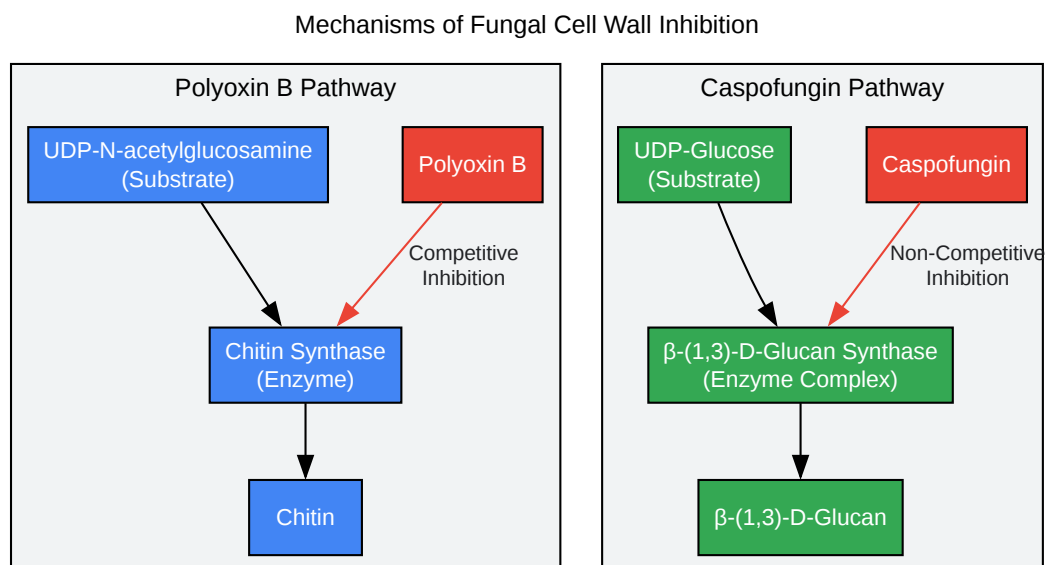 Mechanisms of Fungal Cell Wall Inhibition
Polyoxin B Pathway
UDP-N-acetylglucosamine
(Substrate)
Polyoxin B
Competitive
Inhibition
Chitin Synthase
(Enzyme)
Chitin
Caspofungin Pathway
UDP-Glucose
(Substrate)
Caspofungin
Non-Competitive
Inhibition
β-(1,3)-D-Glucan Synthase
(Enzyme Complex)
β-(1,3)-D-Glucan